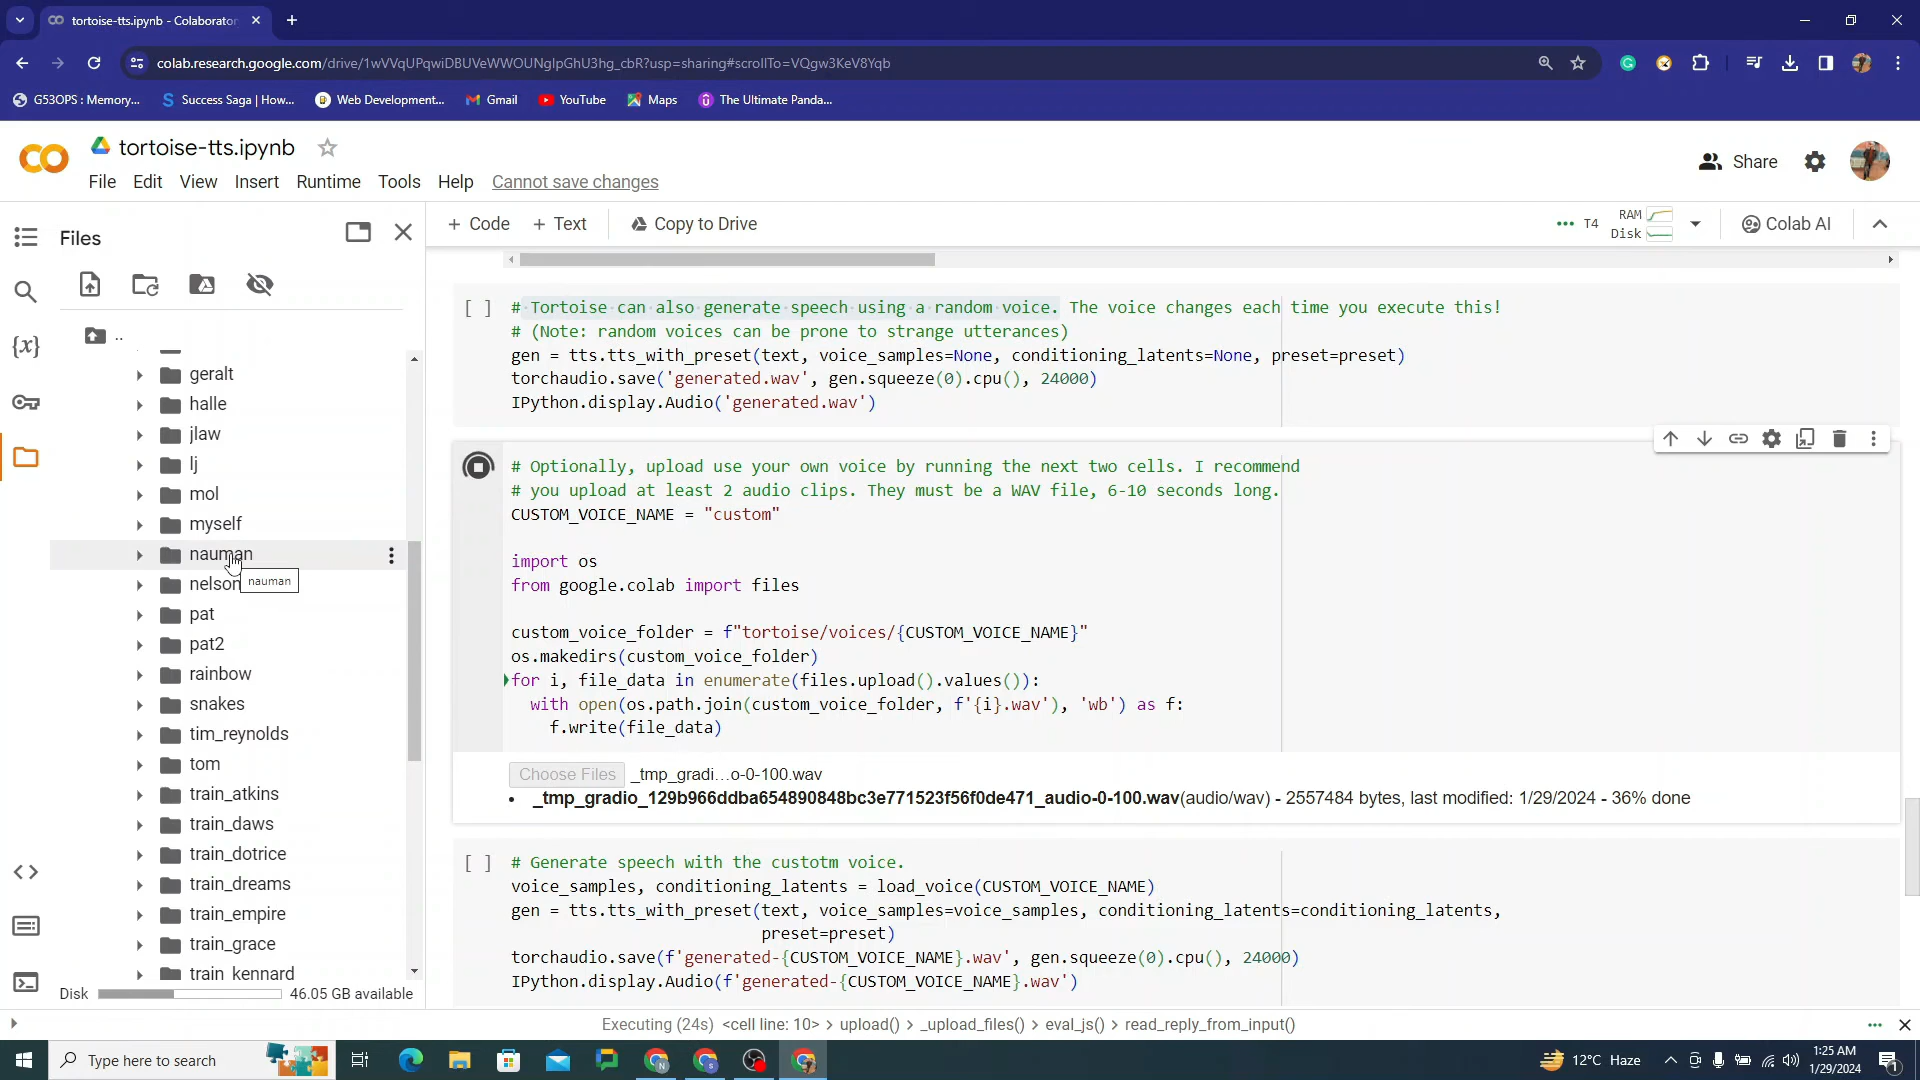 tortoise-tts.ipynb - Colaborator
colab.research.google.com/drive/1wVVqUPqwiDBUVeWWOUNglpGhU3hg_cbR?usp=sharing#scrollTo=VQgw3KeV8Yqb
G53OPS : Memory...
Success Saga | How...
Web Development...
Gmail
YouTube
Maps
The Ultimate Panda...
tortoise-tts.ipynb
Share
File Edit View Insert Runtime Tools Help Cannot save changes
Files
+ Code + Text Copy to Drive
T4
RAM
Disk
Colab AI
..
geralt
halle
jlaw
lj
mol
myself
nauman
nauman
nelson
pat
pat2
rainbow
snakes
tim_reynolds
tom
train_atkins
train_daws
train_dotrice
train_dreams
train_empire
train_grace
train_kennard
Disk 46.05 GB available
[ ] # Tortoise can also generate speech using a random voice. The voice changes each time you execute this!
# (Note: random voices can be prone to strange utterances)
gen = tts.tts_with_preset(text, voice_samples=None, conditioning_latents=None, preset=preset)
torchaudio.save('generated.wav', gen.squeeze(0).cpu(), 24000)
IPython.display.Audio('generated.wav')
# Optionally, upload use your own voice by running the next two cells. I recommend
# you upload at least 2 audio clips. They must be a WAV file, 6-10 seconds long.
CUSTOM_VOICE_NAME = "custom"
import os
from google.colab import files
custom_voice_folder = f"tortoise/voices/{CUSTOM_VOICE_NAME}"
os.makedirs(custom_voice_folder)
for i, file_data in enumerate(files.upload().values()):
with open(os.path.join(custom_voice_folder, f'{i}.wav'), 'wb') as f:
f.write(file_data)
Choose Files _tmp_gradi...o-0-100.wav
• _tmp_gradio_129b966ddba654890848bc3e771523f56f0de471_audio-0-100.wav(audio/wav) - 2557484 bytes, last modified: 1/29/2024 - 36% done
[ ] # Generate speech with the custotm voice.
voice_samples, conditioning_latents = load_voice(CUSTOM_VOICE_NAME)
gen = tts.tts_with_preset(text, voice_samples=voice_samples, conditioning_latents=conditioning_latents,
preset=preset)
torchaudio.save(f'generated-{CUSTOM_VOICE_NAME}.wav', gen.squeeze(0).cpu(), 24000)
IPython.display.Audio(f'generated-{CUSTOM_VOICE_NAME}.wav')
Executing (24s) <cell line: 10> > upload() > _upload_files() > eval_js() > read_reply_from_input()
Type here to search
12°C Haze
1:25 AM
1/29/2024